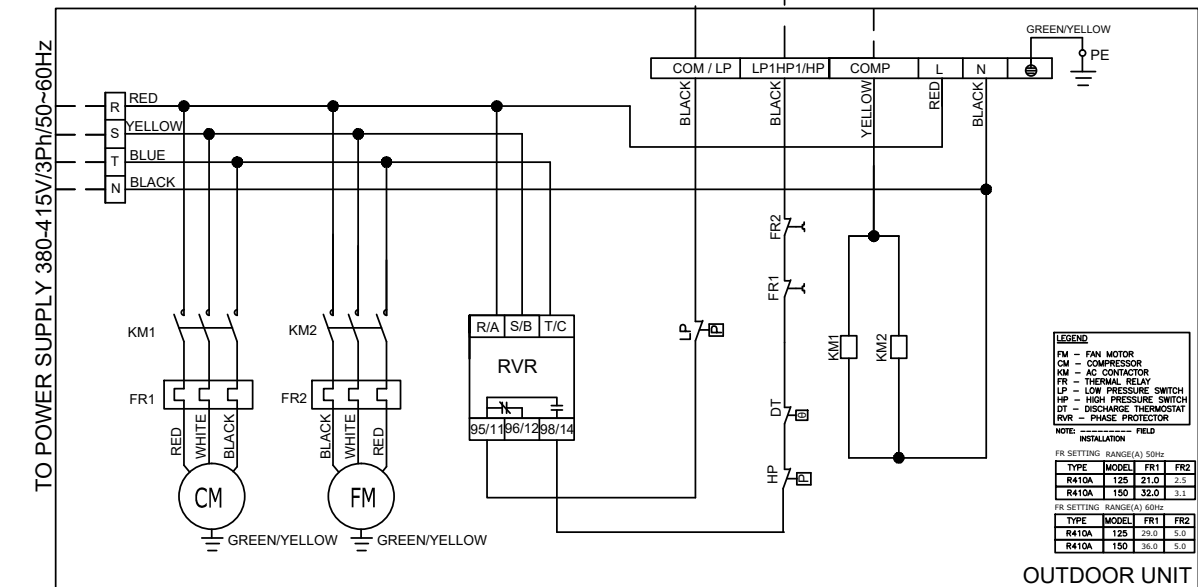 TO POWER SUPPLY 380-415V/3Ph/50~60Hz
GREEN/YELLOW
PE
COM / LP
LP1HP1/HP
COMP
L
N
BLACK
BLACK
YELLOW
RED
BLACK
R
RED
S
YELLOW
T
BLUE
N
BLACK
FR2
FR1
KM1
KM2
R/A
S/B
T/C
RVR
LP
P
KM1
KM2
FR1
FR2
95/11
96/12
98/14
DT
θ
HP
P
RED
WHITE
BLACK
BLACK
WHITE
RED
CM
FM
GREEN/YELLOW
GREEN/YELLOW
LEGEND
FM – FAN MOTOR
CM – COMPRESSOR
KM – AC CONTACTOR
FR – THERMAL RELAY
LP – LOW PRESSURE SWITCH
HP – HIGH PRESSURE SWITCH
DT – DISCHARGE THERMOSTAT
RVR – PHASE PROTECTOR
NOTE: --------- FIELD
INSTALLATION
FR SETTING RANGE(A) 50Hz
TYPE MODEL FR1 FR2
R410A 125 21.0 2.5
R410A 150 32.0 3.1
FR SETTING RANGE(A) 60Hz
TYPE MODEL FR1 FR2
R410A 125 29.0 5.0
R410A 150 36.0 5.0
OUTDOOR UNIT